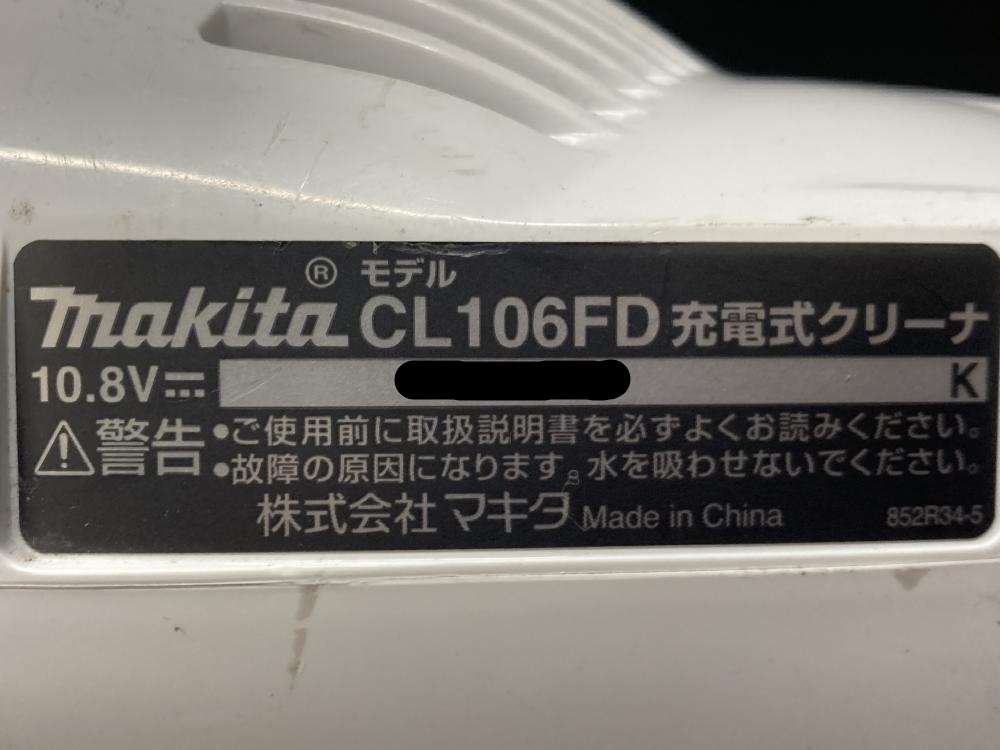 makita® モデル CL106FD 充電式クリーナ
10.8V⎓ K
⚠警告 •ご使用前に取扱説明書を必ずよくお読みください。
•故障の原因になります。水を吸わせないでください。
株式会社 マキタ Made in China 852R34-5